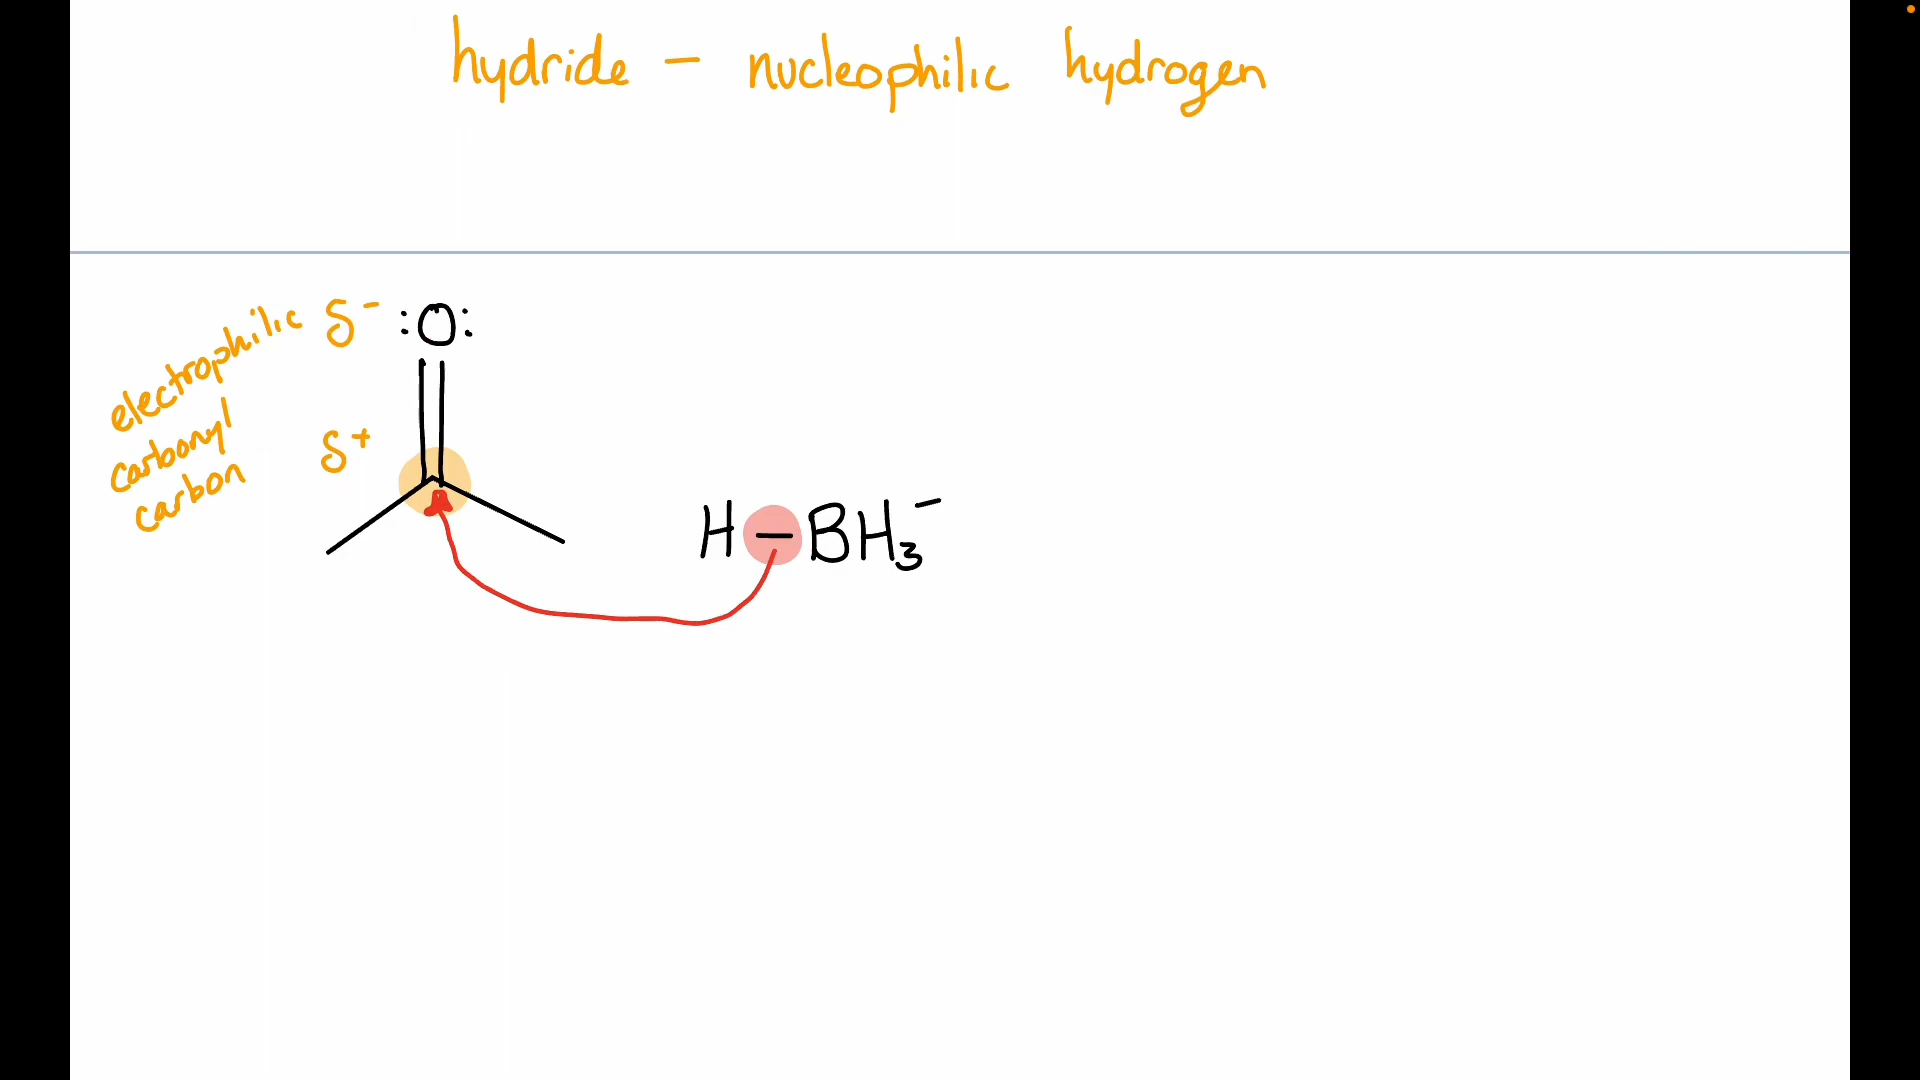 hydride - nucleophilic hydrogen
electrophilic
carbonyl
carbon
δ-
:O:
δ+
H-BH₃⁻